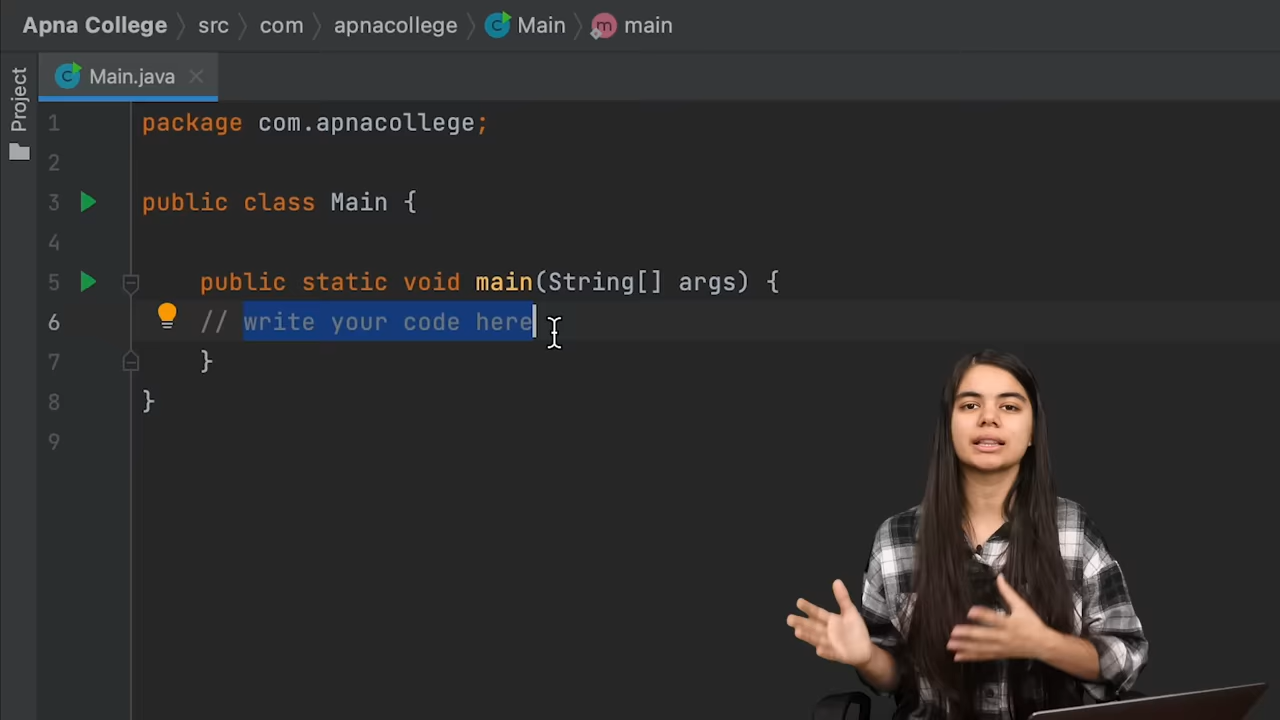 Apna College src com apnacollege Main main
Project
Main.java
1 package com.apnacollege;
2
3 public class Main {
4
5 public static void main(String[] args) {
6 // write your code here
7 }
8 }
9